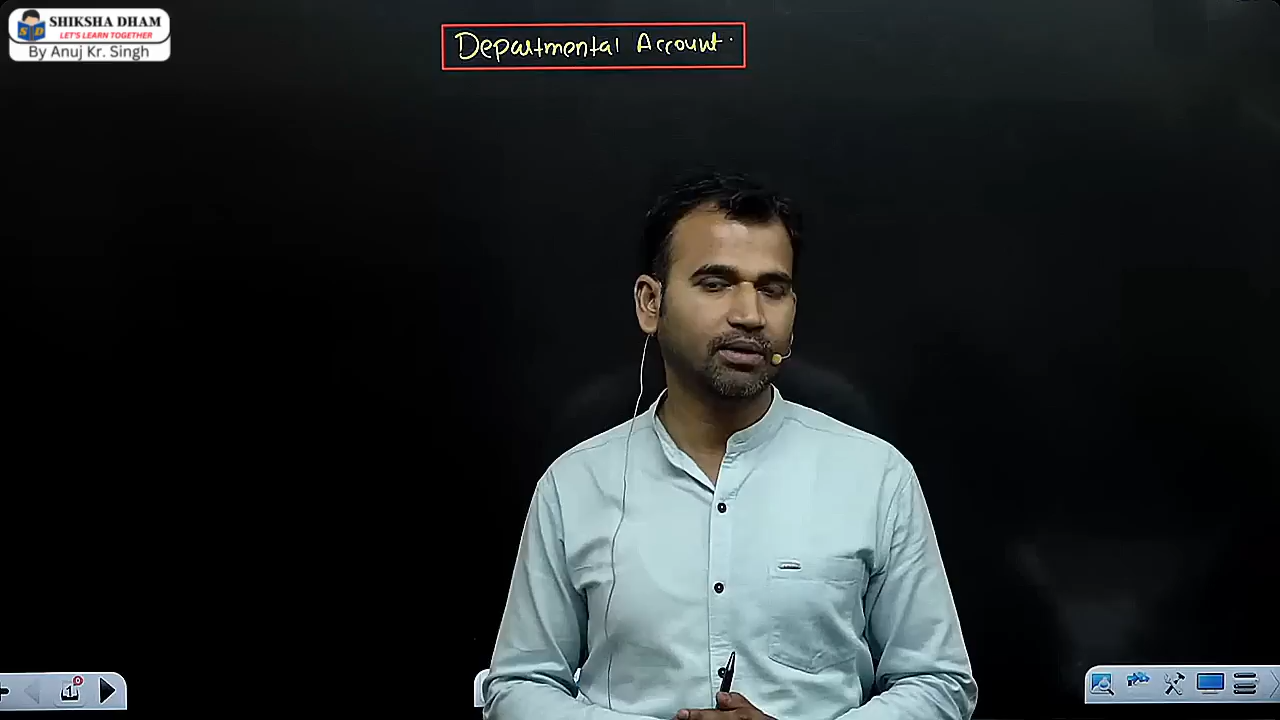 SHIKSHA DHAM
LET'S LEARN TOGETHER
By Anuj Kr. Singh
Departmental Account